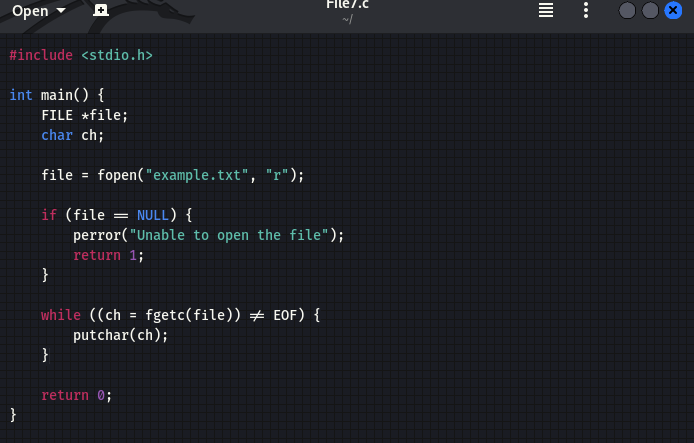 Open
File7.c
~/
#include <stdio.h>
int main() {
FILE *file;
char ch;
file = fopen("example.txt", "r");
if (file == NULL) {
perror("Unable to open the file");
return 1;
}
while ((ch = fgetc(file)) != EOF) {
putchar(ch);
}
return 0;
}